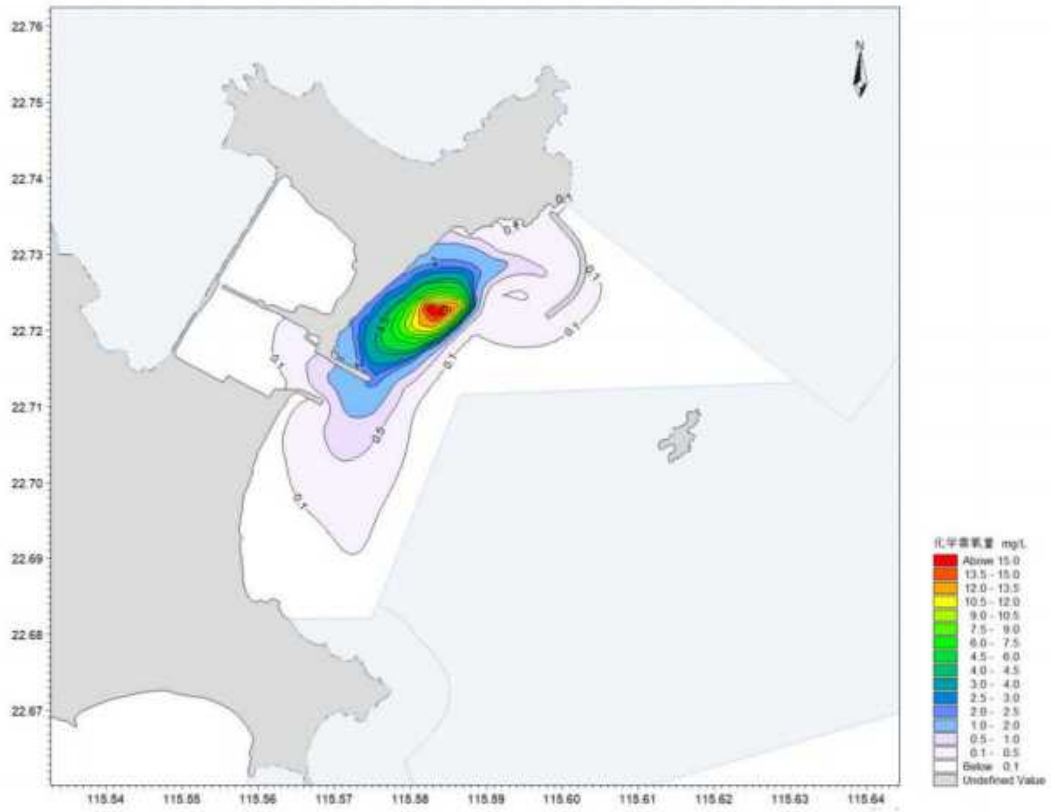 N
22.76
22.75
22.74
22.73
22.72
22.71
22.70
22.69
22.68
22.67
0.1
0.1
0.1
0.1
0.1
0.1
0.5
0.1
115.54 115.55 115.56 115.57 115.58 115.59 115.60 115.61 115.62 115.63 115.64
化学需氧量 mg/L
Above 15.0
13.5 - 15.0
12.0 - 13.5
10.5 - 12.0
9.0 - 10.5
7.5 - 9.0
6.0 - 7.5
4.5 - 6.0
4.0 - 4.5
3.0 - 4.0
2.5 - 3.0
2.0 - 2.5
1.0 - 2.0
0.5 - 1.0
0.1 - 0.5
Below 0.1
Undefined Value